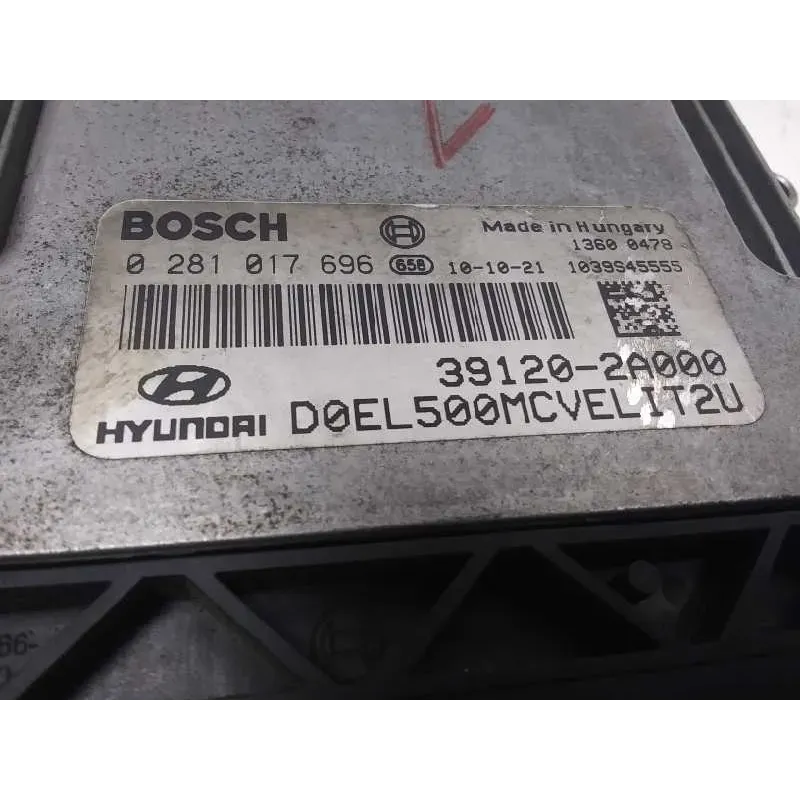 BOSCH Made in Hungary
1360 0478
0 281 017 696 658 10-10-21 1039S45555
39120-2A000
HYUNDAI D0EL500MCVELIT2U